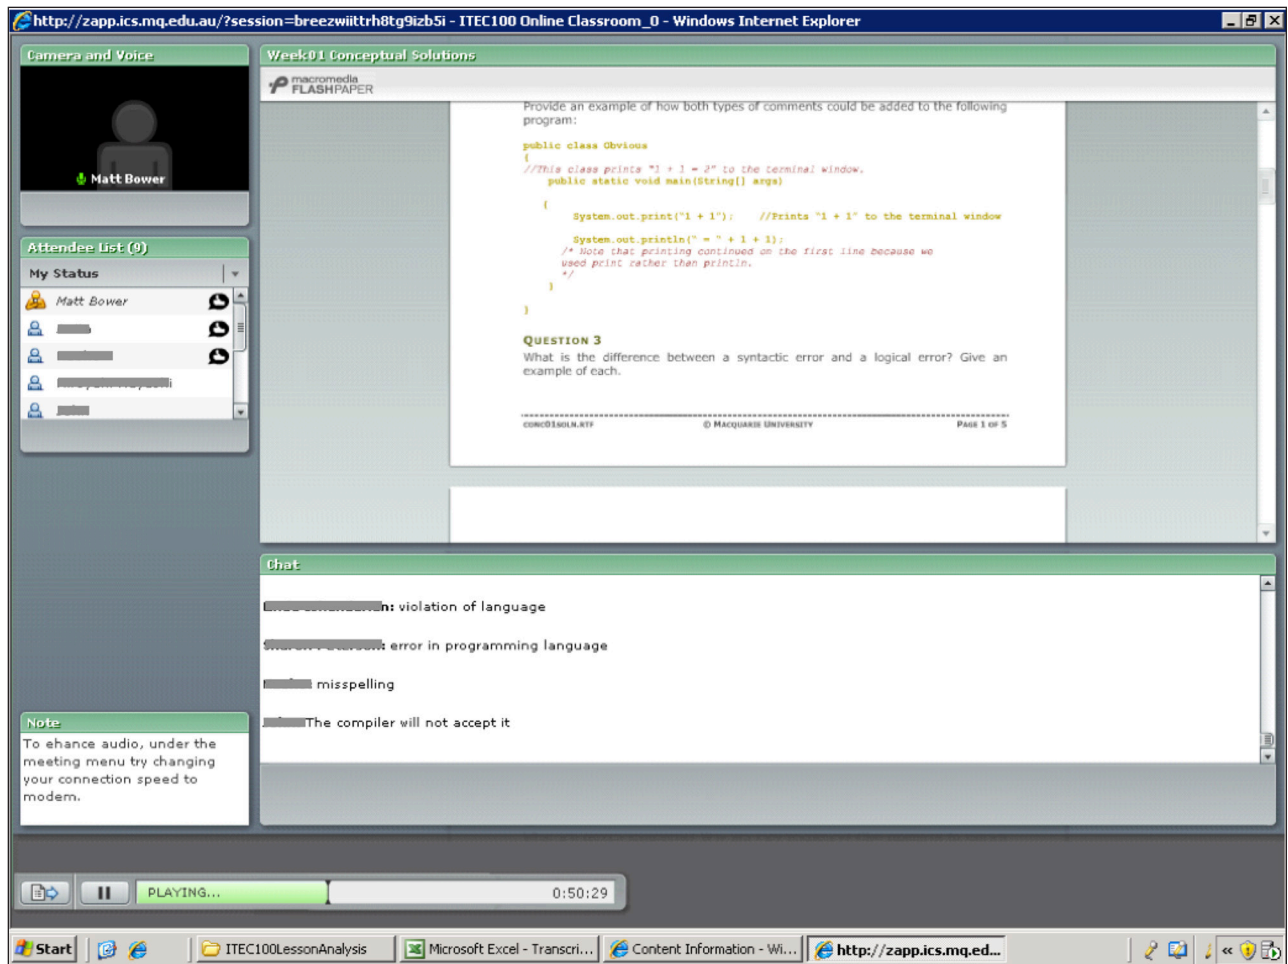 http://zapp.ics.mq.edu.au/?session=breezwiittrh8tg9izb5i - ITEC100 Online Classroom_0 - Windows Internet Explorer
Camera and Voice
Matt Bower
Attendee List (9)
My Status
Matt Bower
Note
To ehance audio, under the
meeting menu try changing
your connection speed to
modem.
Week01 Conceptual Solutions
macromedia
FLASHPAPER
Provide an example of how both types of comments could be added to the following
program:
public class Obvious
{
//This class prints "1 + 1 = 2" to the terminal window.
public static void main(String[] args)
{
System.out.print("1 + 1"); //Prints "1 + 1" to the terminal window
System.out.println(" = " + 1 + 1);
/* Note that printing continued on the first line because we
used print rather than println.
*/
}
}
QUESTION 3
What is the difference between a syntactic error and a logical error? Give an
example of each.
CONC01SOLN.RTF © MACQUARIE UNIVERSITY PAGE 1 OF 5
Chat
n: violation of language
: error in programming language
misspelling
The compiler will not accept it
PLAYING... 0:50:29
Start
ITEC100LessonAnalysis
Microsoft Excel - Transcri...
Content Information - Wi...
http://zapp.ics.mq.ed...